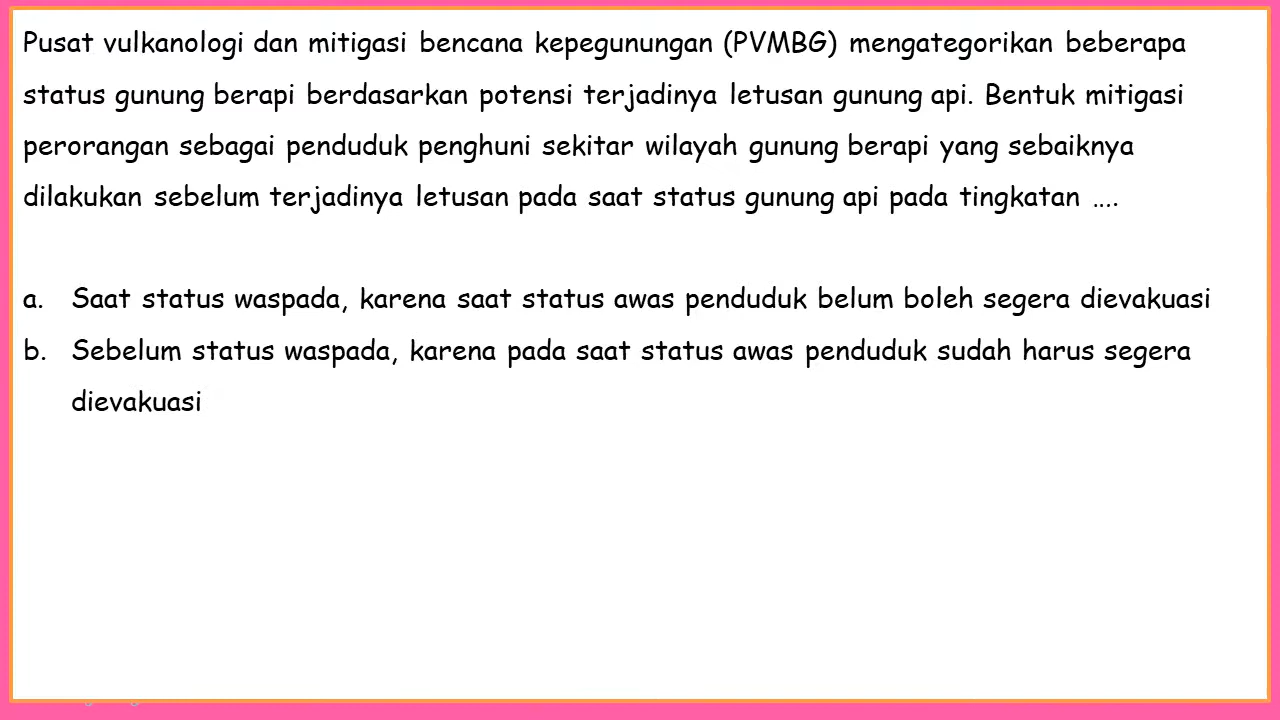 Pusat vulkanologi dan mitigasi bencana kepegunungan (PVMBG) mengategorikan beberapa
status gunung berapi berdasarkan potensi terjadinya letusan gunung api. Bentuk mitigasi
perorangan sebagai penduduk penghuni sekitar wilayah gunung berapi yang sebaiknya
dilakukan sebelum terjadinya letusan pada saat status gunung api pada tingkatan ....
a. Saat status waspada, karena saat status awas penduduk belum boleh segera dievakuasi
b. Sebelum status waspada, karena pada saat status awas penduduk sudah harus segera
dievakuasi